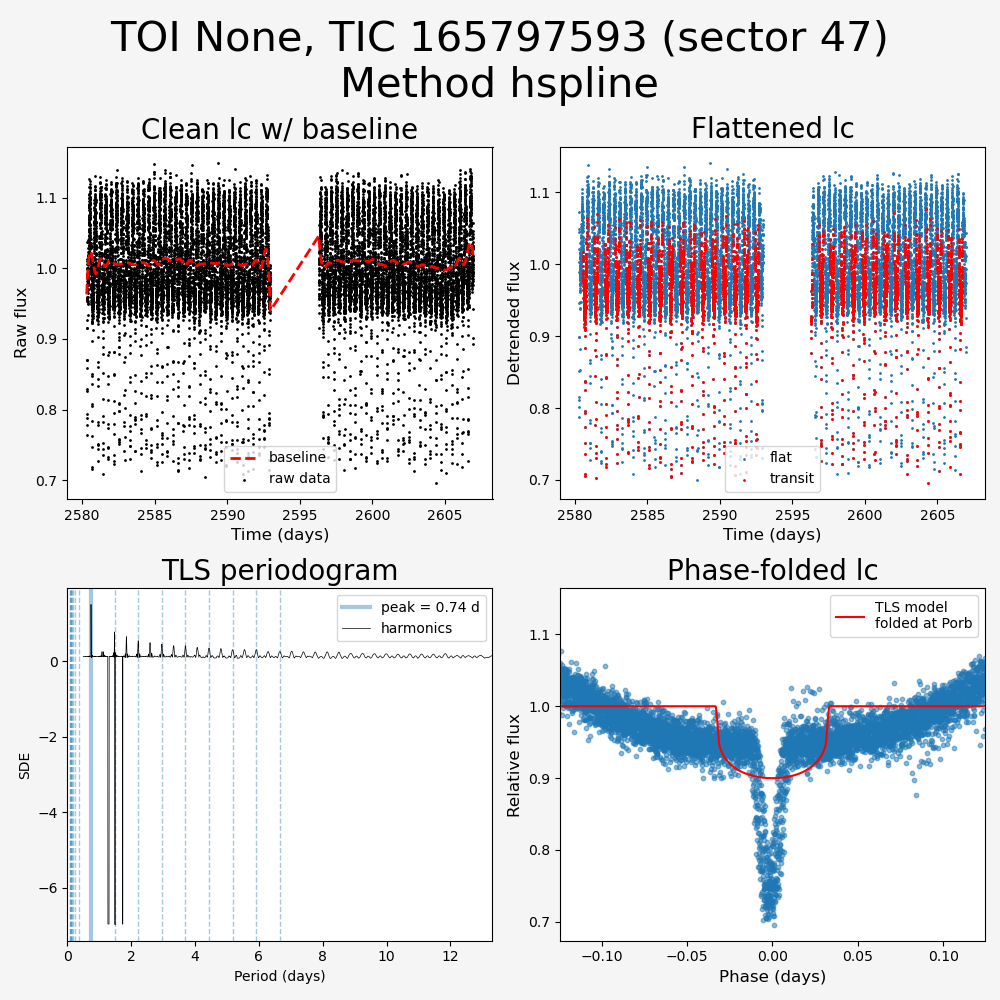 TOI None, TIC 165797593 (sector 47)
Method hspline
Clean lc w/ baseline
Raw flux
1.1
1.0
0.9
0.8
0.7
baseline
raw data
2580 2585 2590 2595 2600 2605
Time (days)
Flattened lc
Detrended flux
1.1
1.0
0.9
0.8
0.7
flat
transit
2580 2585 2590 2595 2600 2605
Time (days)
TLS periodogram
SDE
0
−2
−4
−6
peak = 0.74 d
harmonics
0 2 4 6 8 10 12
Period (days)
Phase-folded lc
Relative flux
1.1
1.0
0.9
0.8
0.7
TLS model
folded at Porb
−0.10 −0.05 0.00 0.05 0.10
Phase (days)